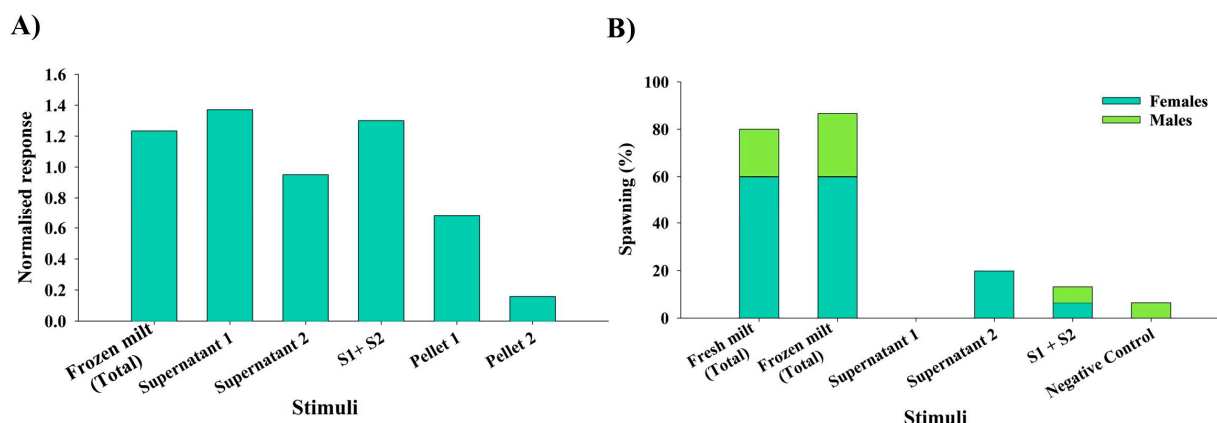 A)
Normalised response
1.6
1.4
1.2
1.0
0.8
0.6
0.4
0.2
0.0
Frozen milt
(Total)
Supernatant 1
Supernatant 2
S1+ S2
Pellet 1
Pellet 2
Stimuli
B)
Spawning (%)
100
80
60
40
20
0
Females
Males
Fresh milt
(Total)
Frozen milt
(Total)
Supernatant 1
Supernatant 2
S1 + S2
Negative Control
Stimuli